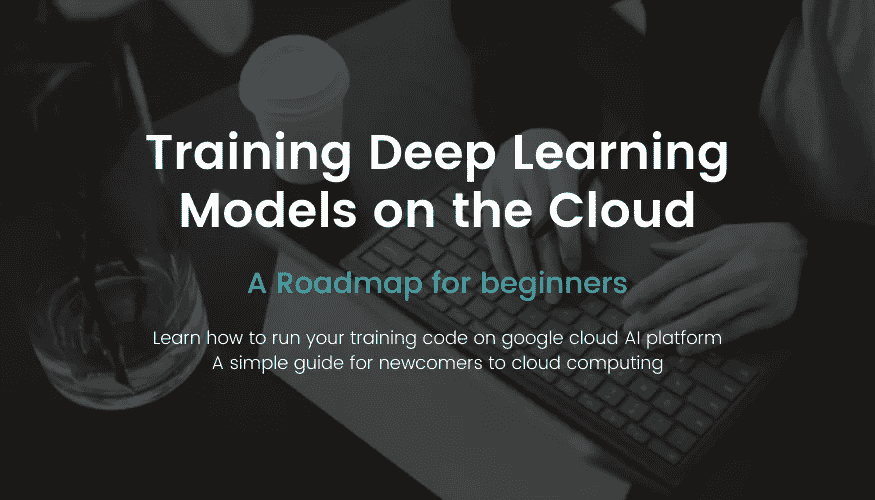 Training Deep Learning
Models on the Cloud
A Roadmap for beginners
Learn how to run your training code on google cloud AI platform
A simple guide for newcomers to cloud computing